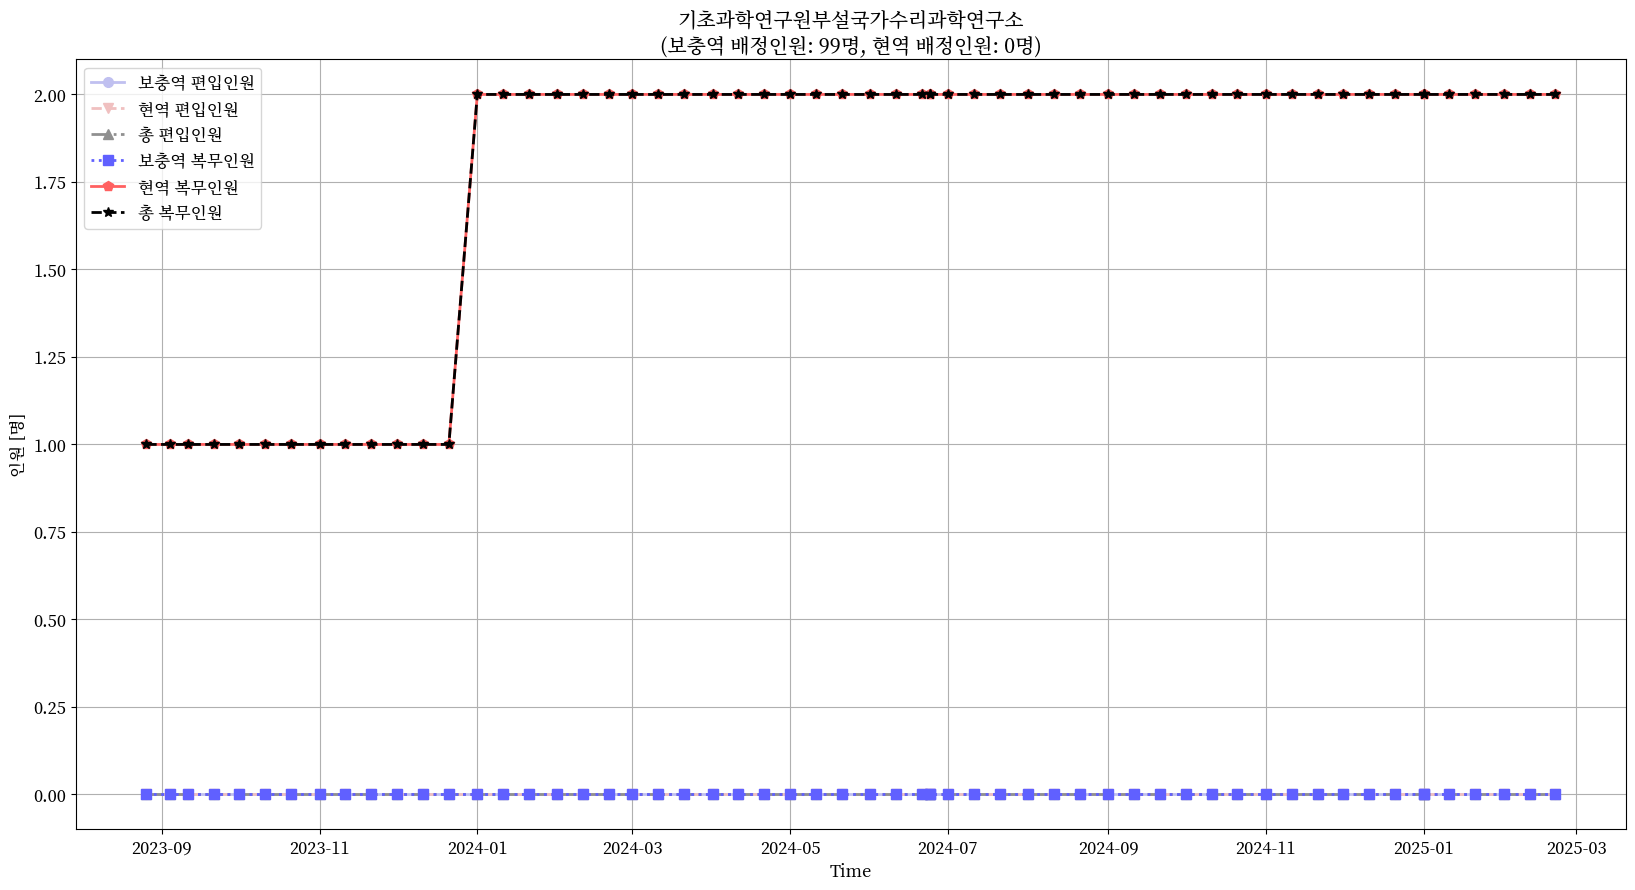 기초과학연구원부설국가수리과학연구소
(보충역 배정인원: 99명, 현역 배정인원: 0명)
보충역 편입인원
현역 편입인원
총 편입인원
보충역 복무인원
현역 복무인원
총 복무인원
인원 [명]
2.00
1.75
1.50
1.25
1.00
0.75
0.50
0.25
0.00
2023-09 2023-11 2024-01 2024-03 2024-05 2024-07 2024-09 2024-11 2025-01 2025-03
Time